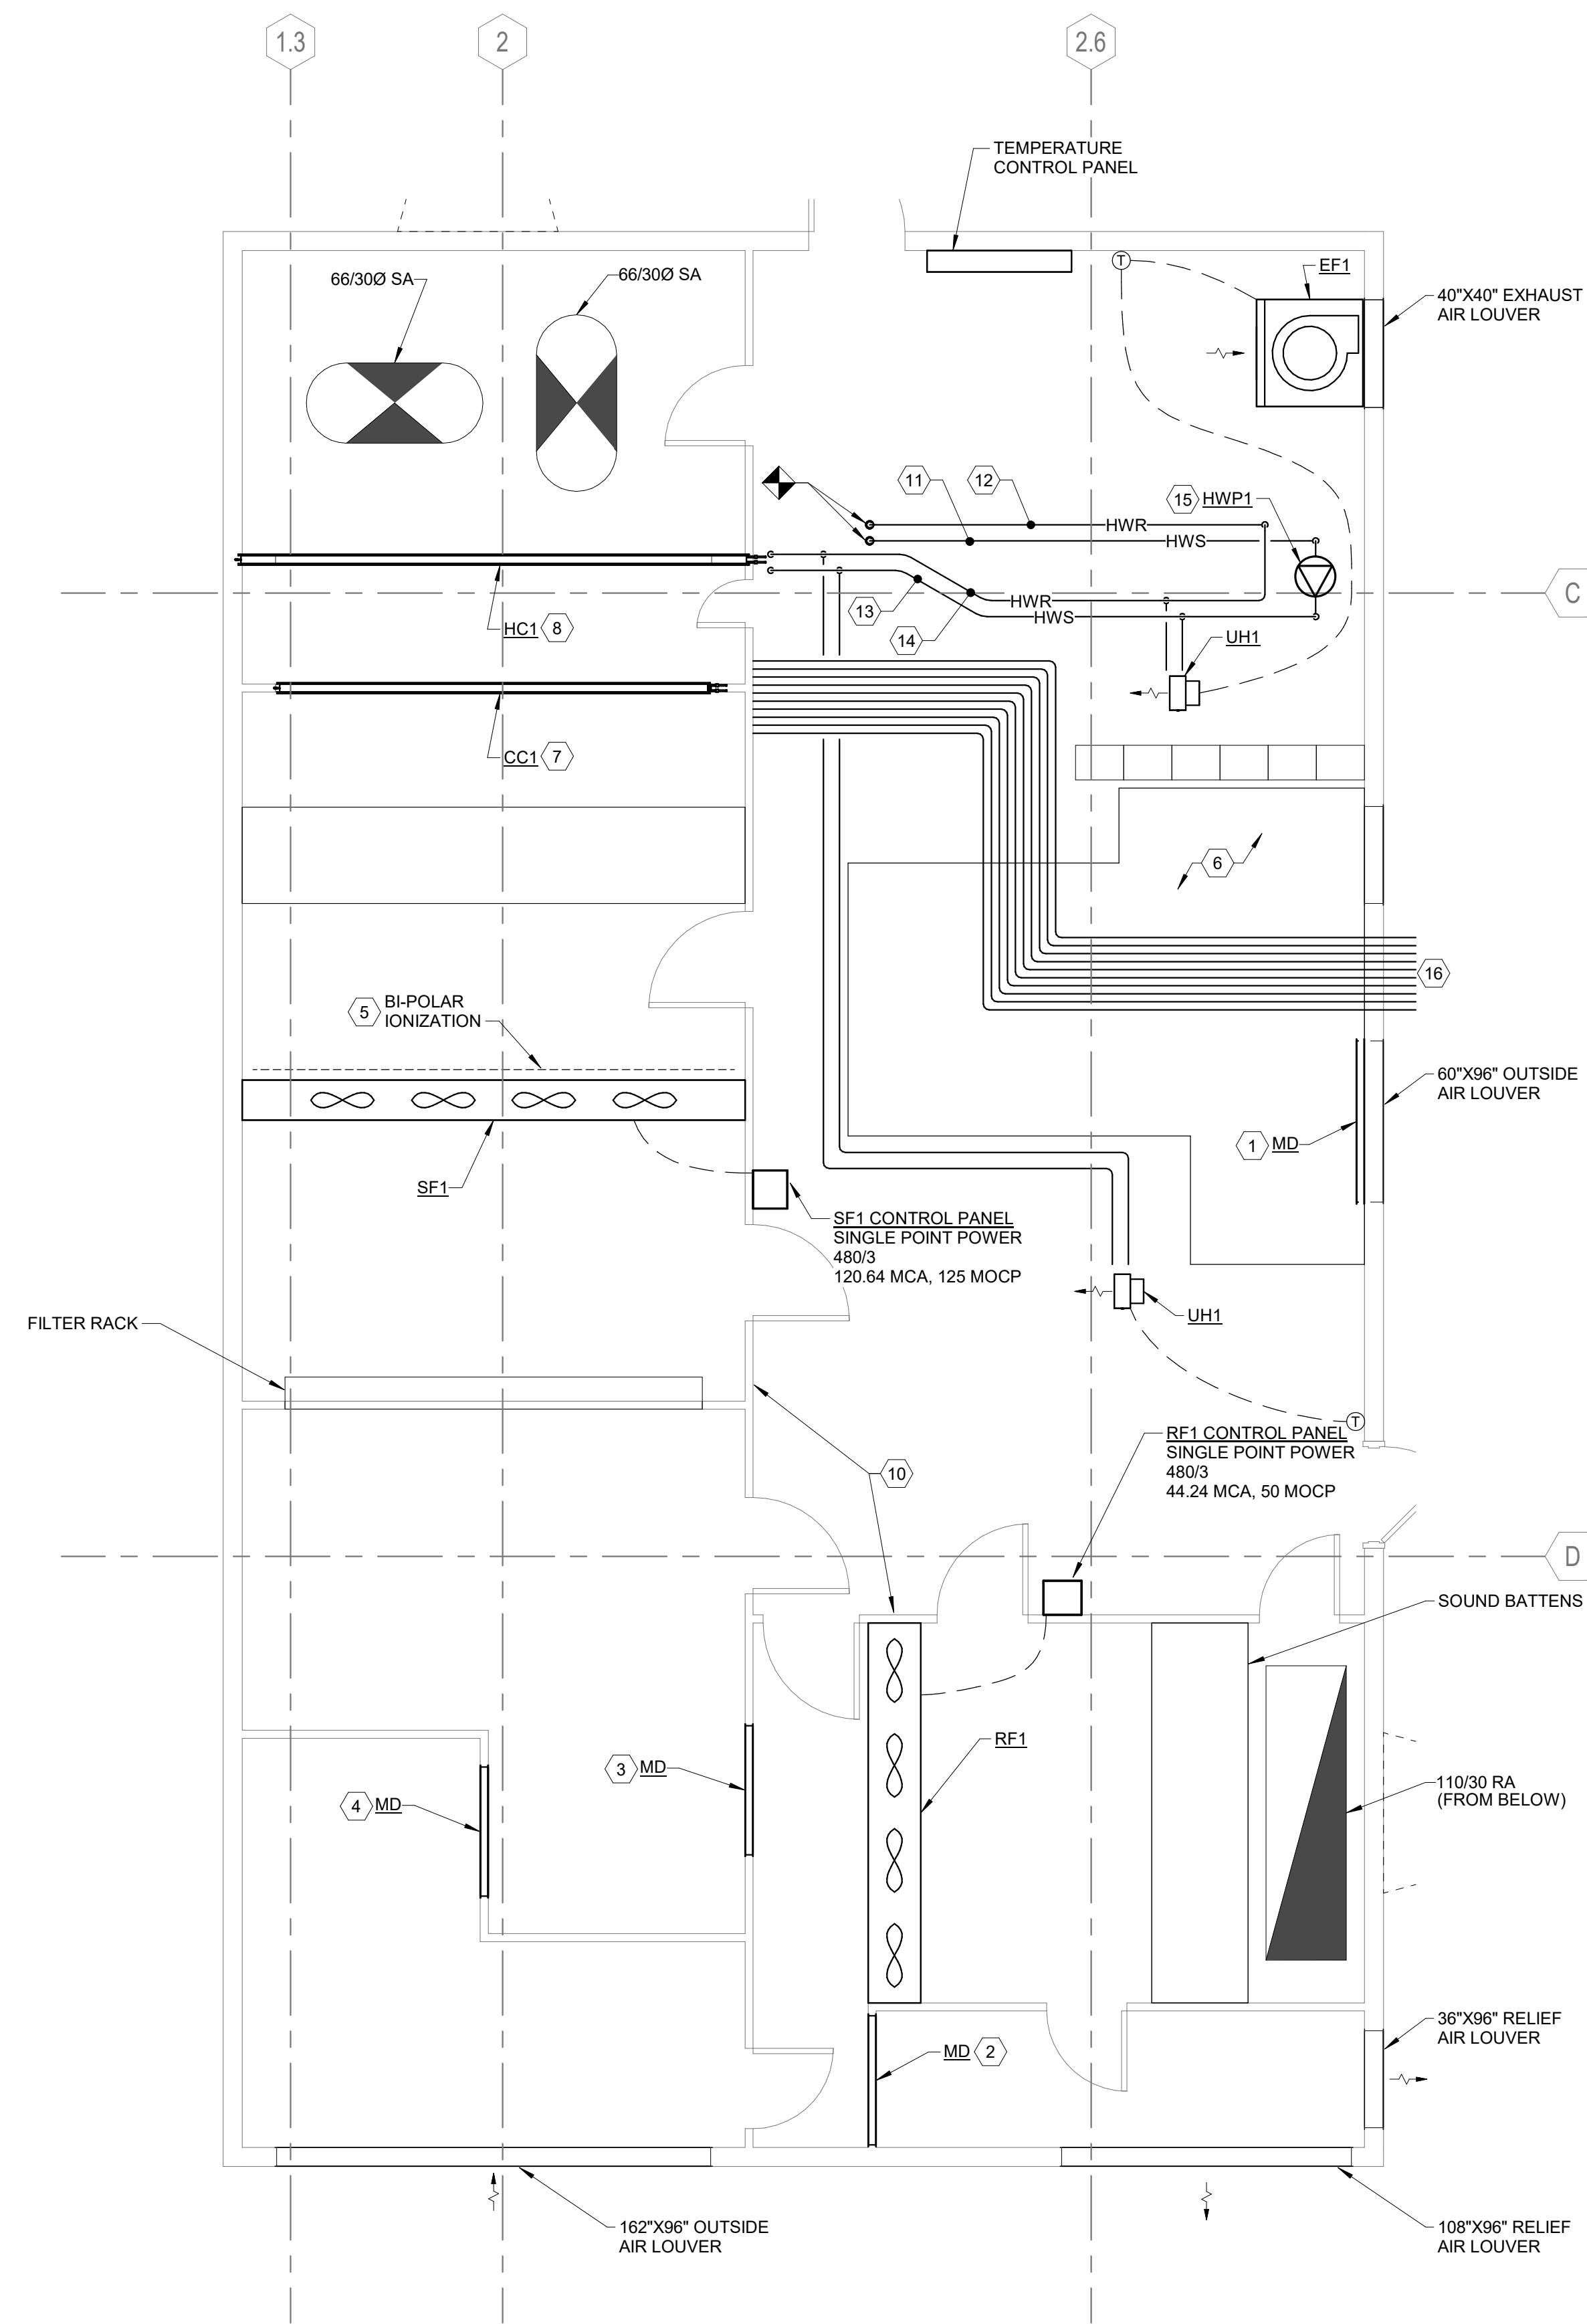 1.3
2
2.6
TEMPERATURE
CONTROL PANEL
66/30Ø SA
66/30Ø SA
T
EF1
40"X40" EXHAUST
AIR LOUVER
11
12
15 HWP1
HWR
HWS
C
13
HWR
14
HWS
HC1 8
UH1
CC1 7
6
16
5 BI-POLAR
IONIZATION
60"X96" OUTSIDE
AIR LOUVER
1 MD
SF1
SF1 CONTROL PANEL
SINGLE POINT POWER
480/3
120.64 MCA, 125 MOCP
UH1
FILTER RACK
T
RF1 CONTROL PANEL
SINGLE POINT POWER
480/3
44.24 MCA, 50 MOCP
10
D
SOUND BATTENS
RF1
3 MD
4 MD
110/30 RA
(FROM BELOW)
36"X96" RELIEF
AIR LOUVER
MD 2
162"X96" OUTSIDE
AIR LOUVER
108"X96" RELIEF
AIR LOUVER